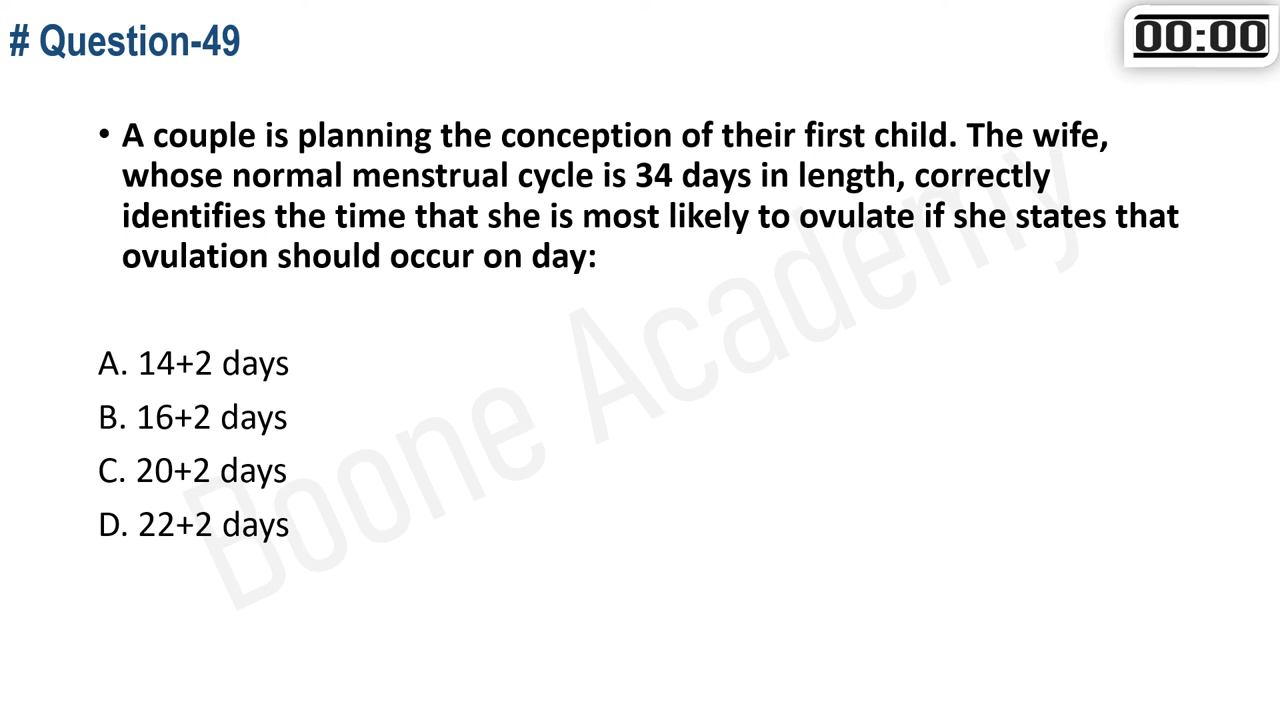 # Question-49
00:00
• A couple is planning the conception of their first child. The wife,
whose normal menstrual cycle is 34 days in length, correctly
identifies the time that she is most likely to ovulate if she states that
ovulation should occur on day:
A. 14+2 days
B. 16+2 days
C. 20+2 days
D. 22+2 days
Boone Academy